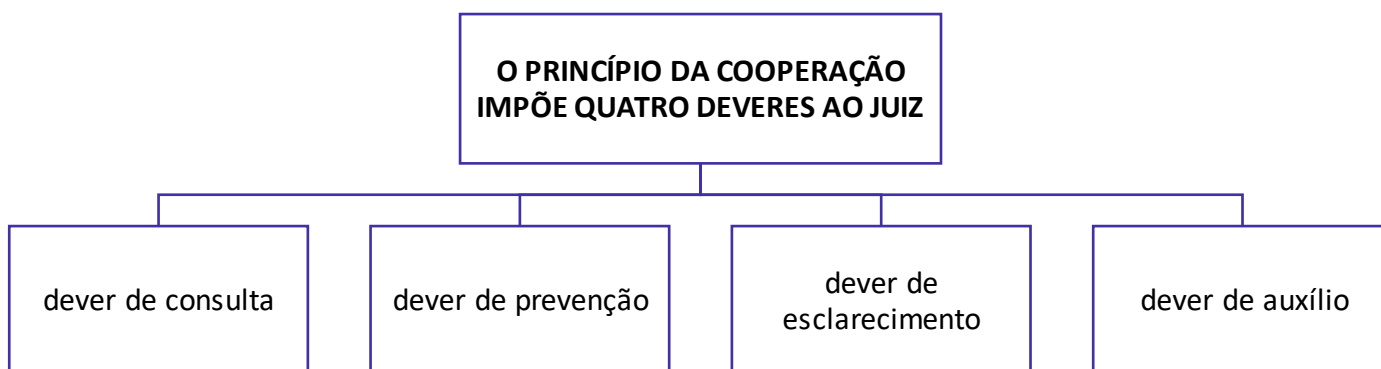 O PRINCÍPIO DA COOPERAÇÃO
IMPÕE QUATRO DEVERES AO JUIZ
dever de consulta
dever de prevenção
dever de
esclarecimento
dever de auxílio